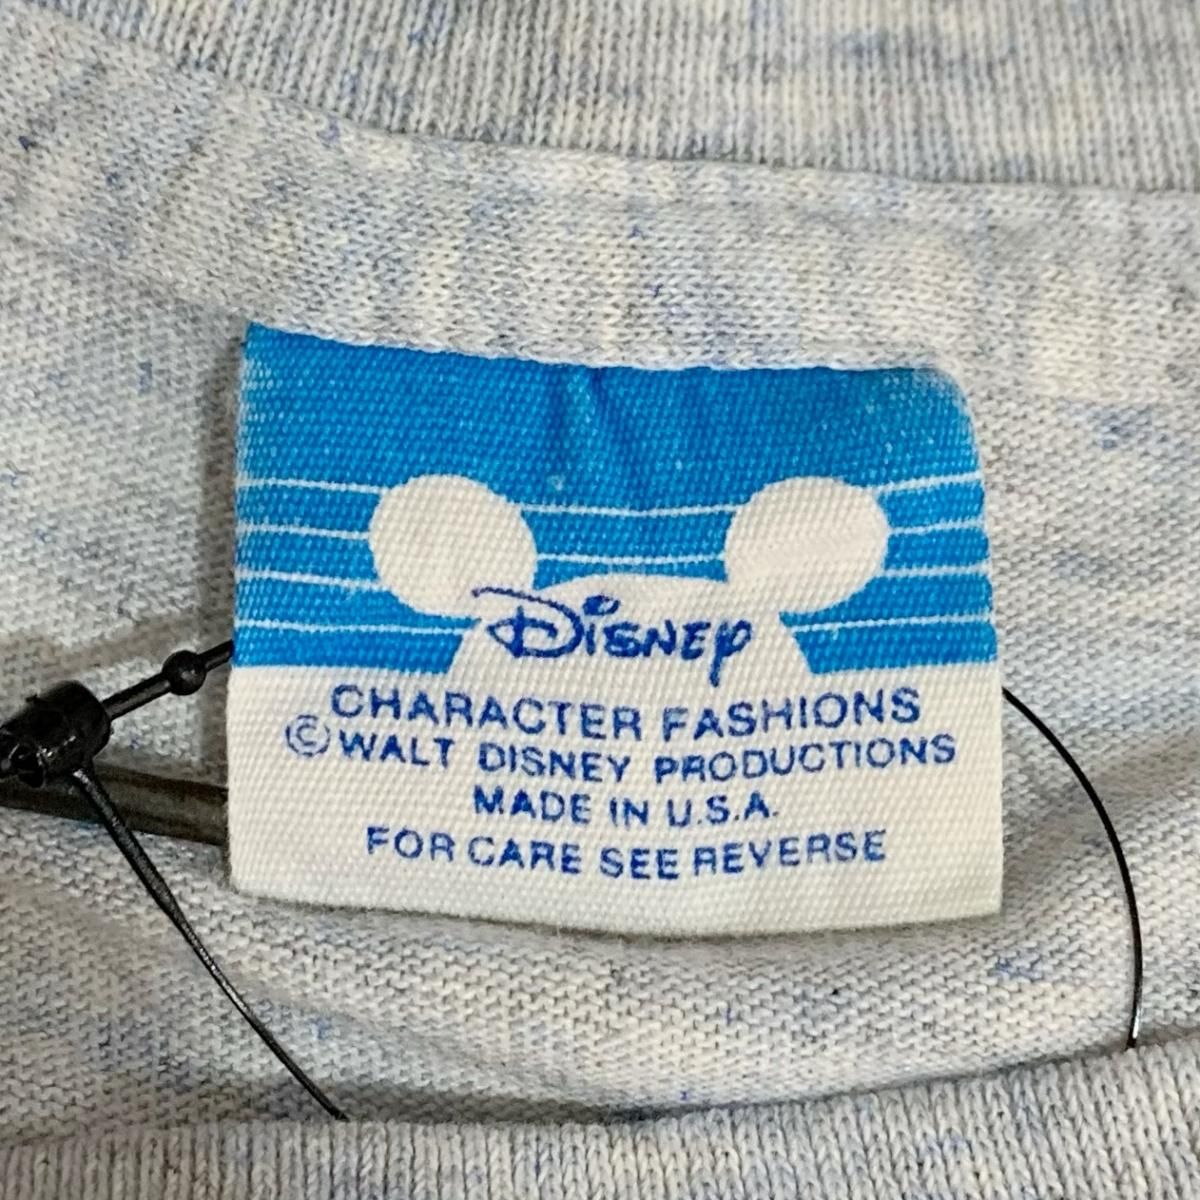 Disney
CHARACTER FASHIONS
© WALT DISNEY PRODUCTIONS
MADE IN U.S.A.
FOR CARE SEE REVERSE